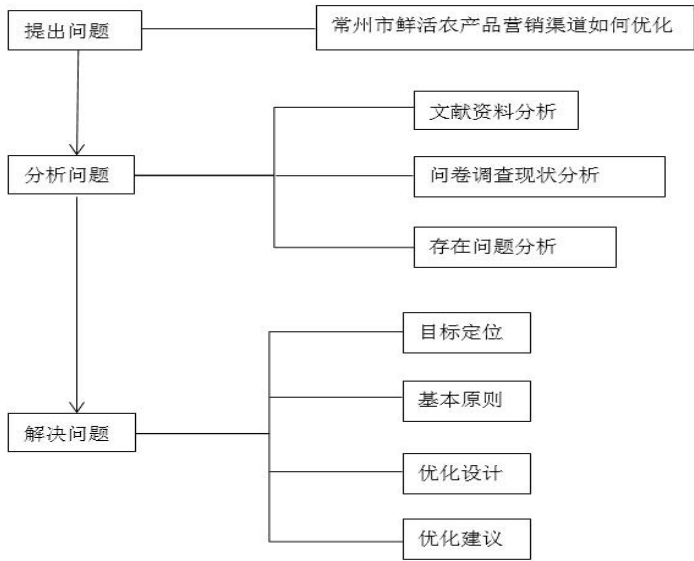 提出问题
常州市鲜活农产品营销渠道如何优化
文献资料分析
分析问题
问卷调查现状分析
存在问题分析
目标定位
基本原则
解决问题
优化设计
优化建议